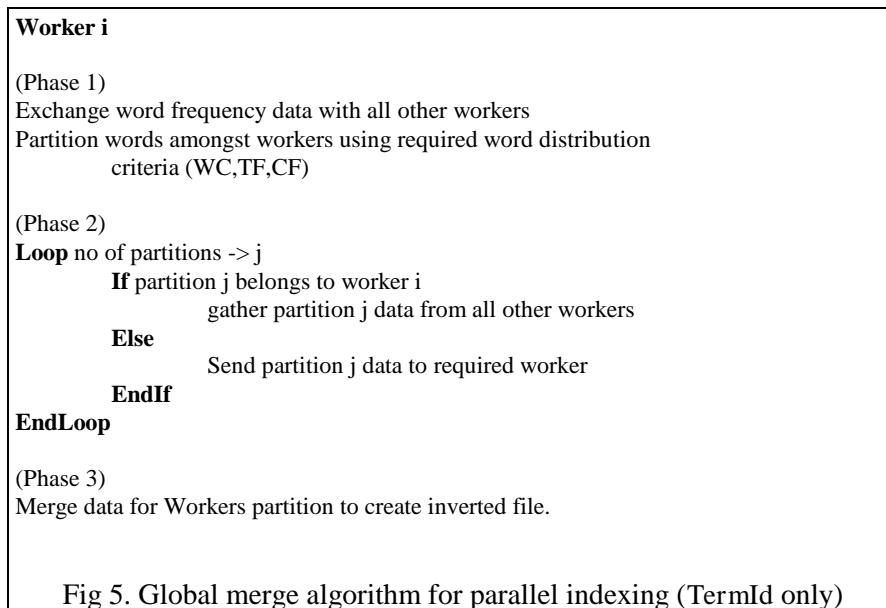 Worker i
(Phase 1)
Exchange word frequency data with all other workers
Partition words amongst workers using required word distribution
criteria (WC,TF,CF)
(Phase 2)
Loop no of partitions -> j
If partition j belongs to worker i
gather partition j data from all other workers
Else
Send partition j data to required worker
EndIf
EndLoop
(Phase 3)
Merge data for Workers partition to create inverted file.
Fig 5. Global merge algorithm for parallel indexing (TermId only)